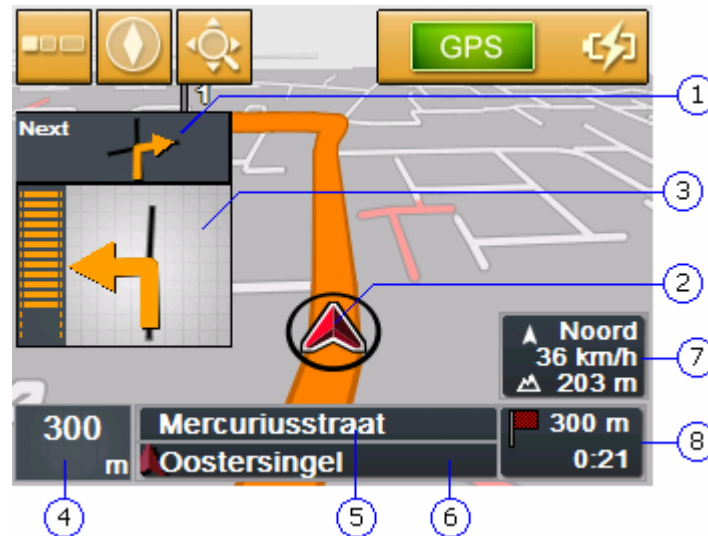 GPS
1
1
Next
3
2
Noord
36 km/h
203 m
7
300
m
Mercuriusstraat
Oostersingel
300 m
0:21
8
4
5
6